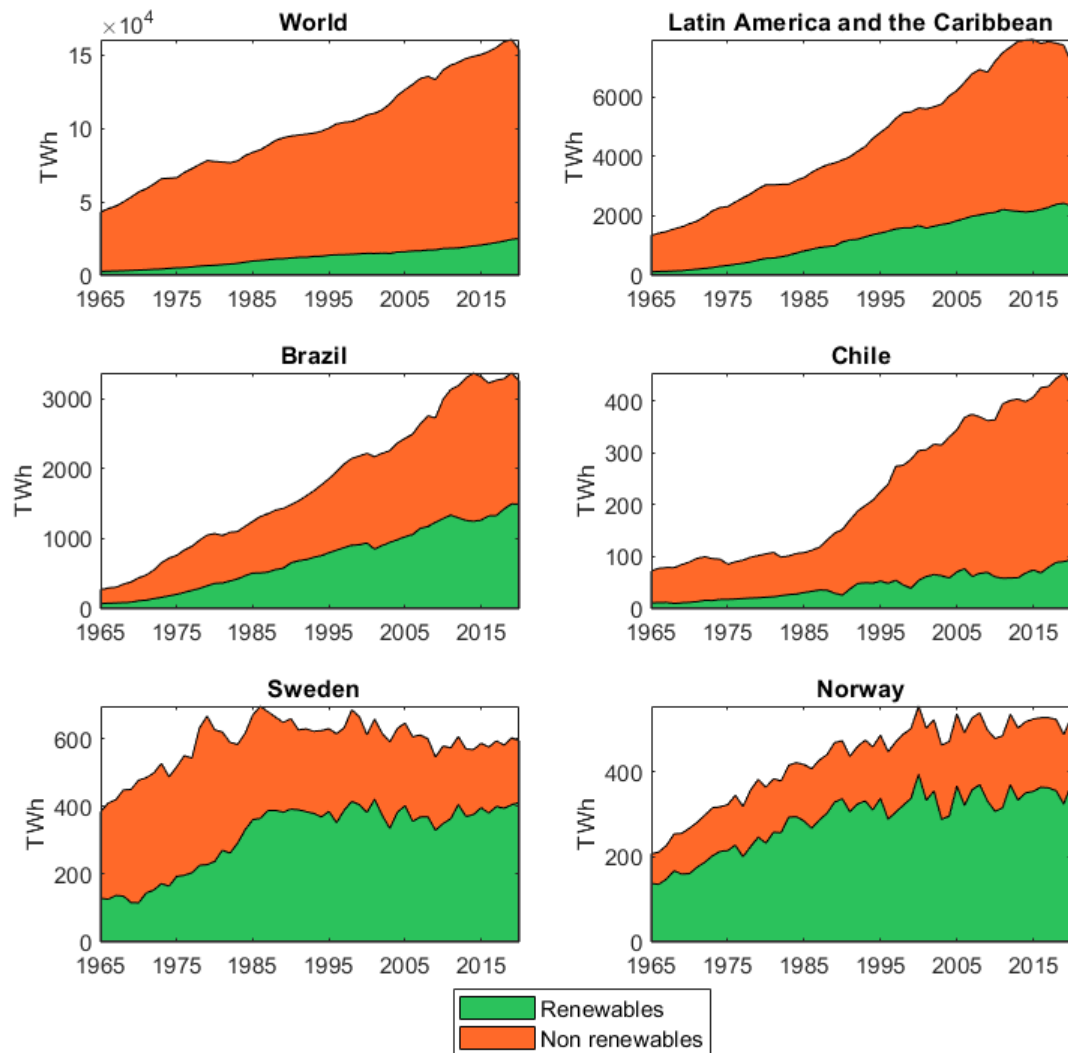 ×10⁴
World
15
10
5
0
TWh
1965 1975 1985 1995 2005 2015
Latin America and the Caribbean
6000
4000
2000
0
TWh
1965 1975 1985 1995 2005 2015
Brazil
3000
2000
1000
0
TWh
1965 1975 1985 1995 2005 2015
Chile
400
300
200
100
0
TWh
1965 1975 1985 1995 2005 2015
Sweden
600
400
200
0
TWh
1965 1975 1985 1995 2005 2015
Norway
400
200
0
TWh
1965 1975 1985 1995 2005 2015
Renewables
Non renewables